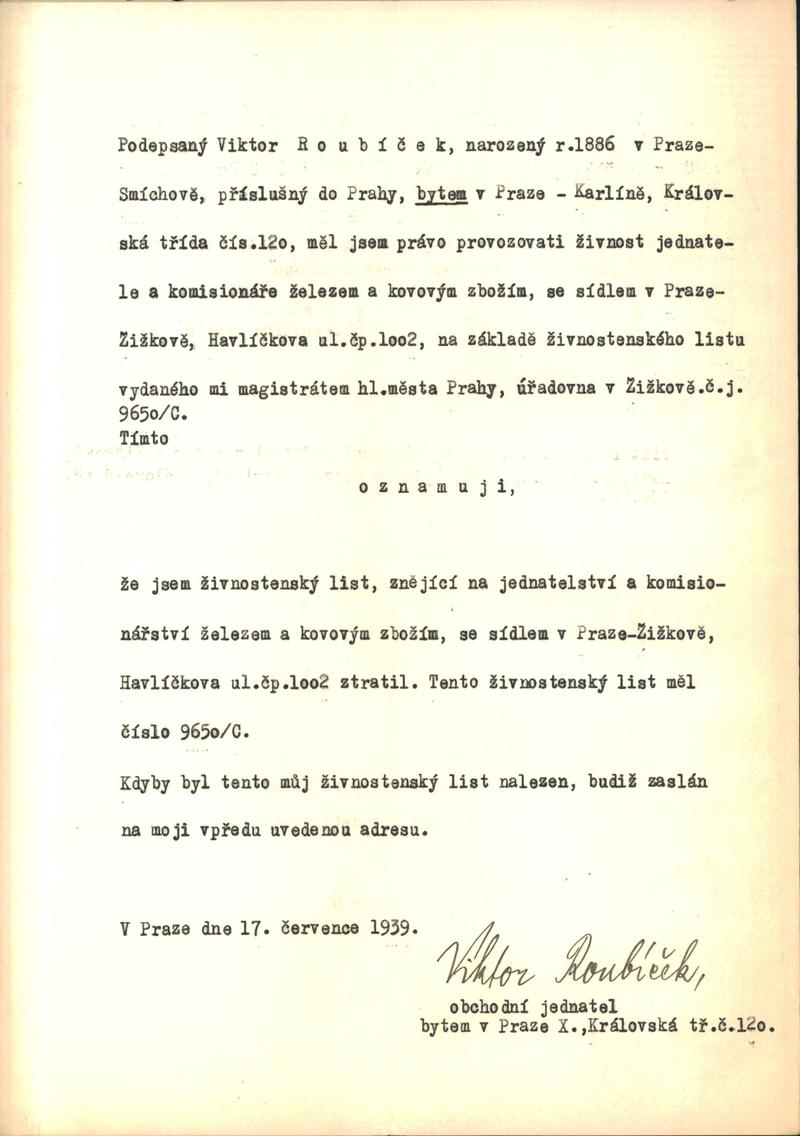 Podepsaný Viktor R o u b í č e k, narozený r.1886 v Praze-
Smíchově, příslušný do Prahy, bytem v Praze - Karlíně, Králov-
ská třída čís.12o, měl jsem právo provozovati živnost jednate-
le a komisionáře železem a kovovým zbožím, se sídlem v Praze-
Žižkově, Havlíčkova ul.čp.1oo2, na základě živnostenského listu
vydaného mi magistrátem hl.města Prahy, úřadovna v Žižkově.č.j.
965o/C.
Tímto
o z n a m u j i,
že jsem živnostenský list, znějící na jednatelství a komisio-
nářství železem a kovovým zbožím, se sídlem v Praze-Žižkově,
Havlíčkova ul.čp.1oo2 ztratil. Tento živnostenský list měl
číslo 965o/C.
Kdyby byl tento můj živnostenský list nalezen, budiž zaslán
na moji vpředu uvedenou adresu.
V Praze dne 17. července 1939.
Viktor Roubíček,
obchodní jednatel
bytem v Praze X.,Královská tř.č.12o.